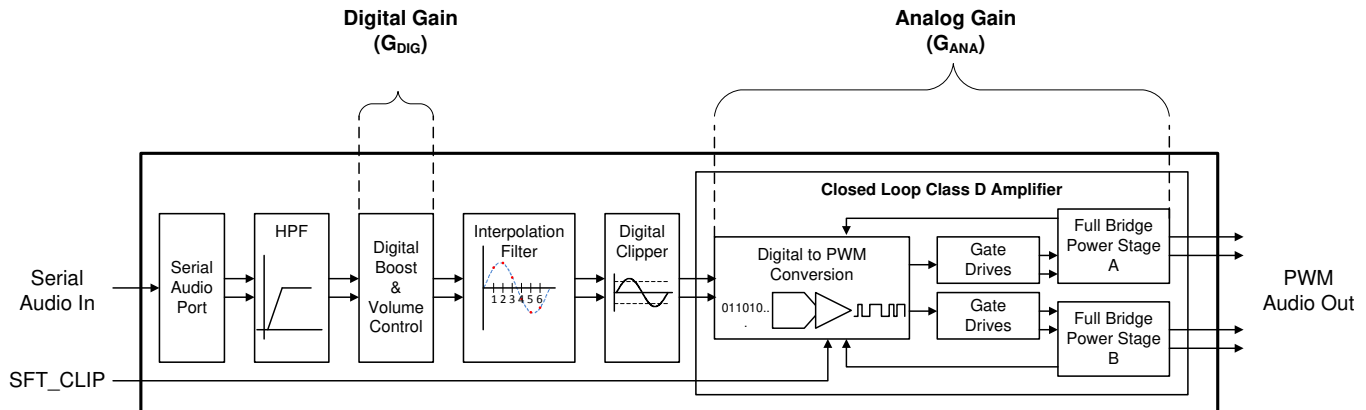 Digital Gain
(GDIG)
Analog Gain
(GANA)
Closed Loop Class D Amplifier
Serial
Audio In
Serial
Audio
Port
HPF
Digital
Boost
&
Volume
Control
Interpolation
Filter
1 2 3 4 5 6
Digital
Clipper
Digital to PWM
Conversion
011010..
.
Gate
Drives
Gate
Drives
Full Bridge
Power Stage
A
Full Bridge
Power Stage
B
PWM
Audio Out
SFT_CLIP